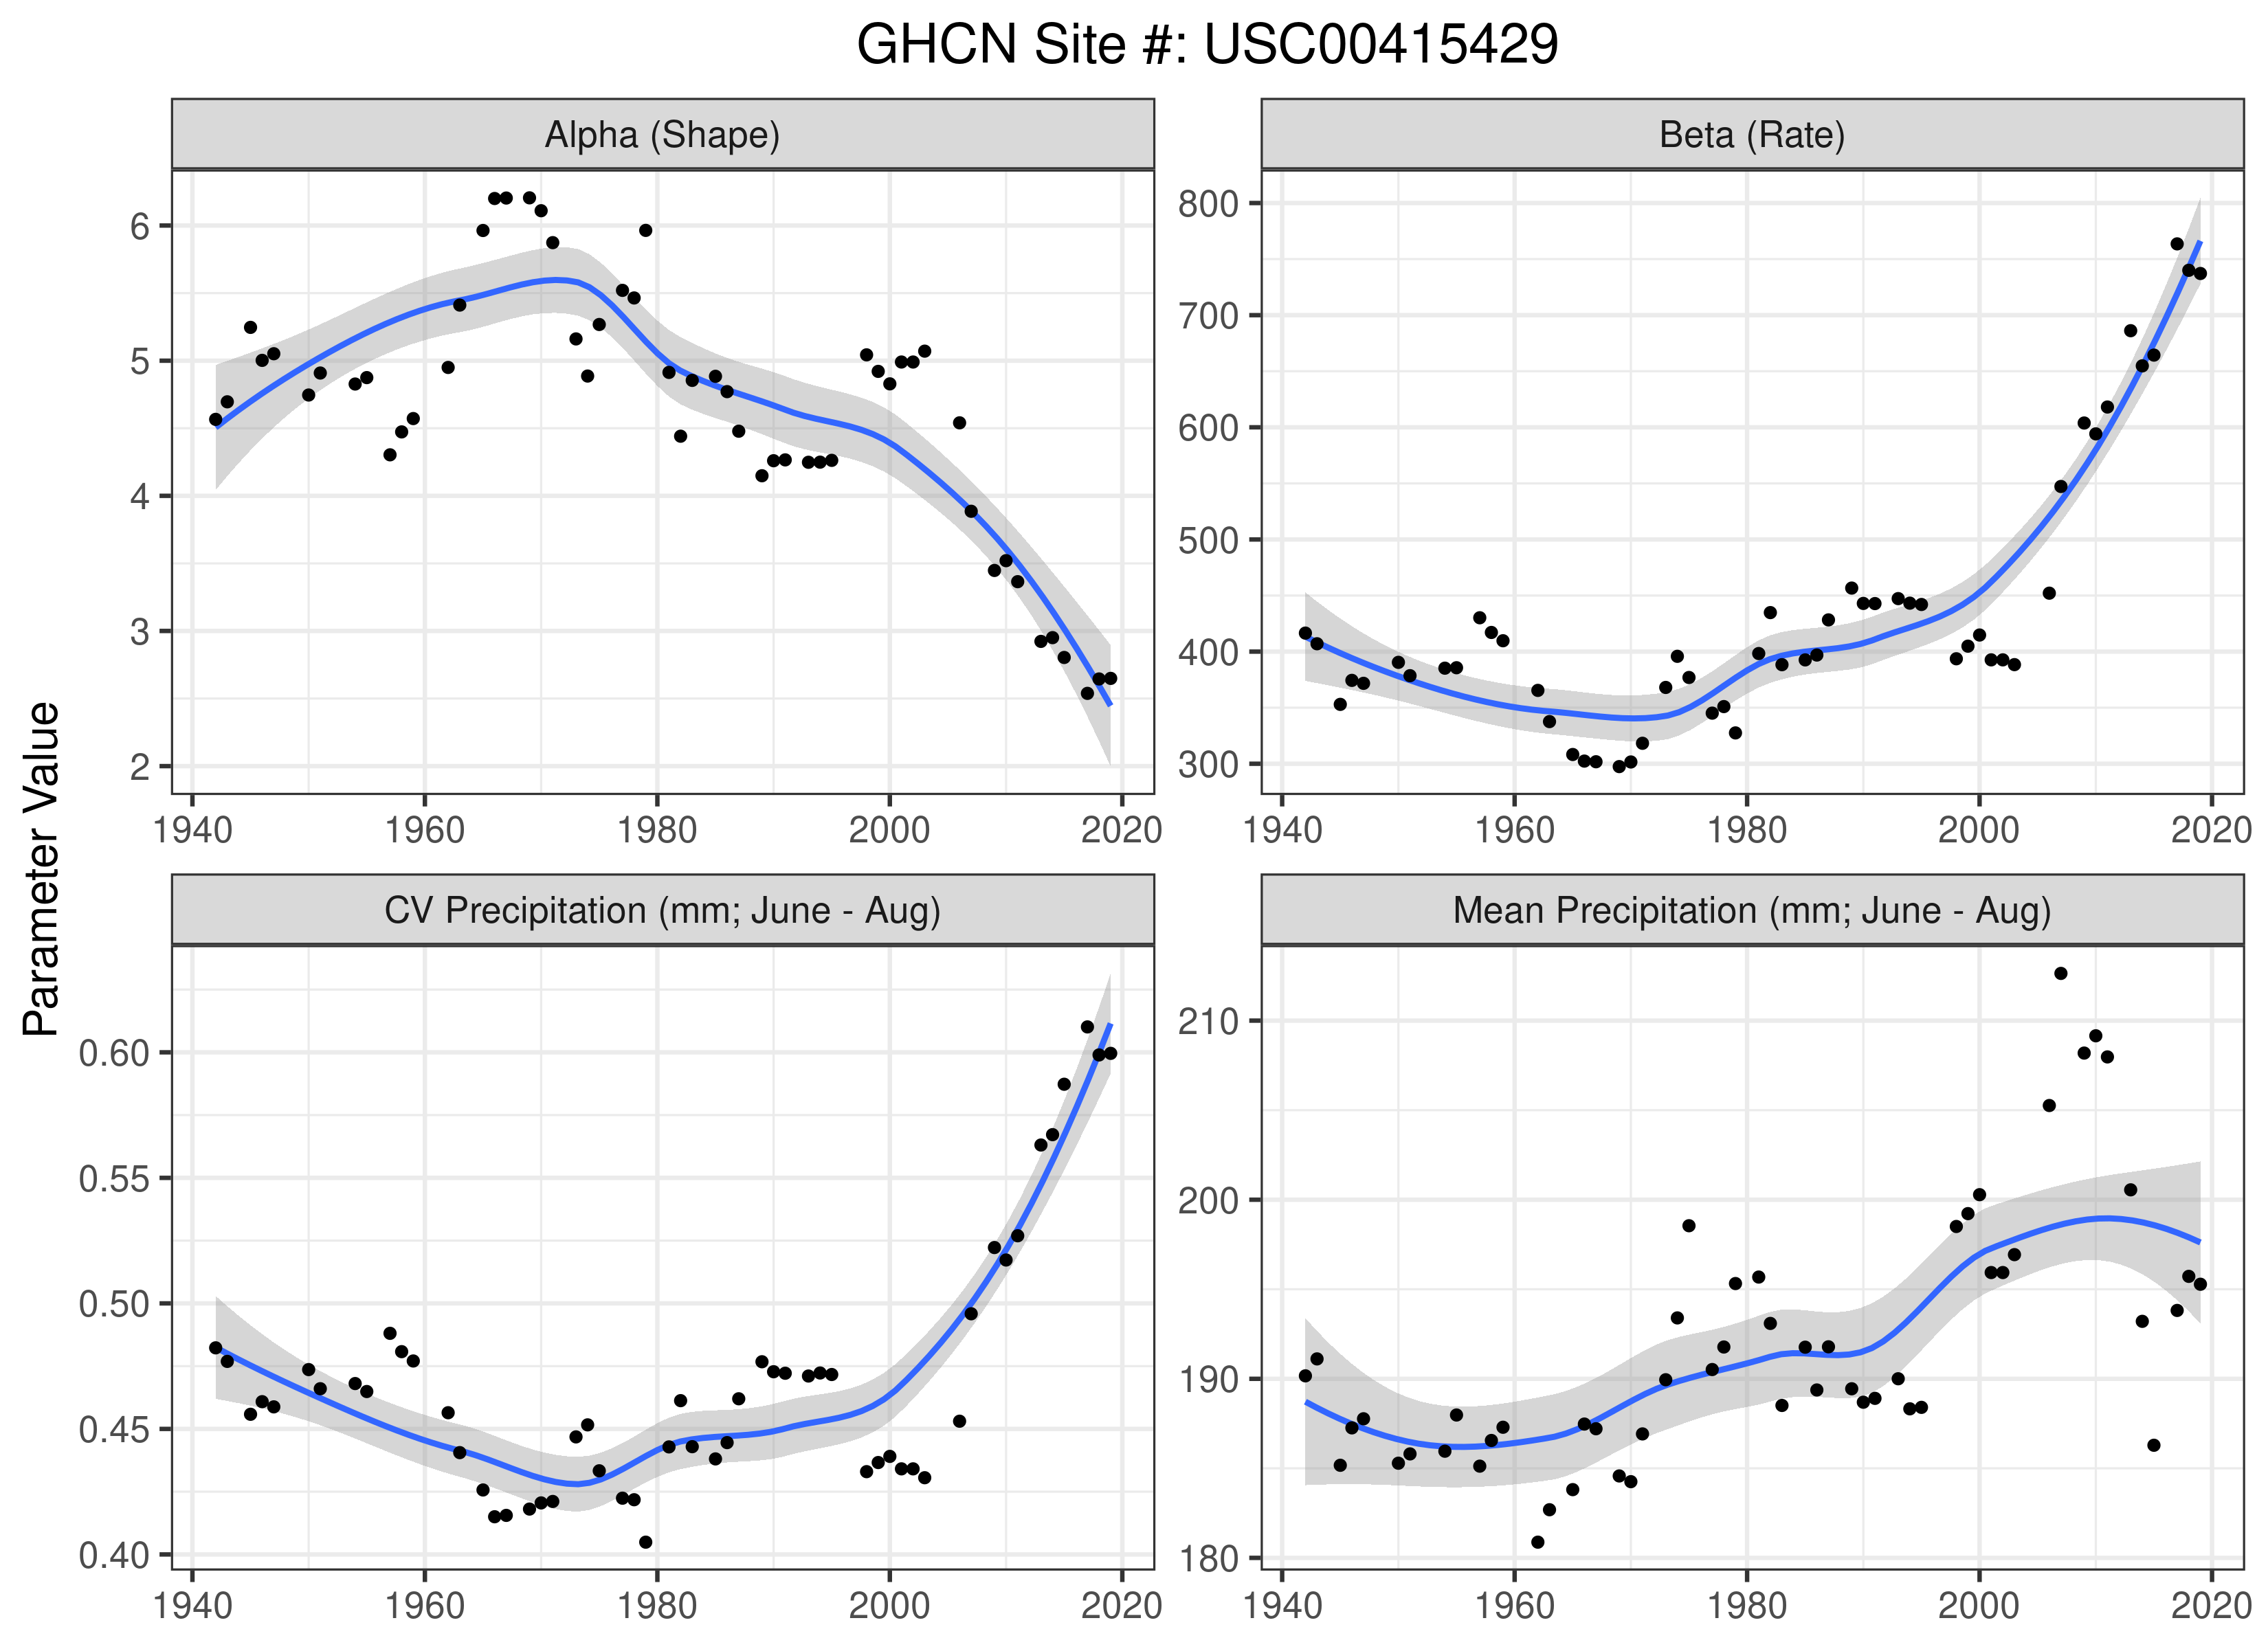 GHCN Site #: USC00415429
Alpha (Shape)
Beta (Rate)
6
5
4
3
2
1940 1960 1980 2000 2020
800
700
600
500
400
300
1940 1960 1980 2000 2020
Parameter Value
CV Precipitation (mm; June - Aug)
Mean Precipitation (mm; June - Aug)
0.60
0.55
0.50
0.45
0.40
1940 1960 1980 2000 2020
210
200
190
180
1940 1960 1980 2000 2020